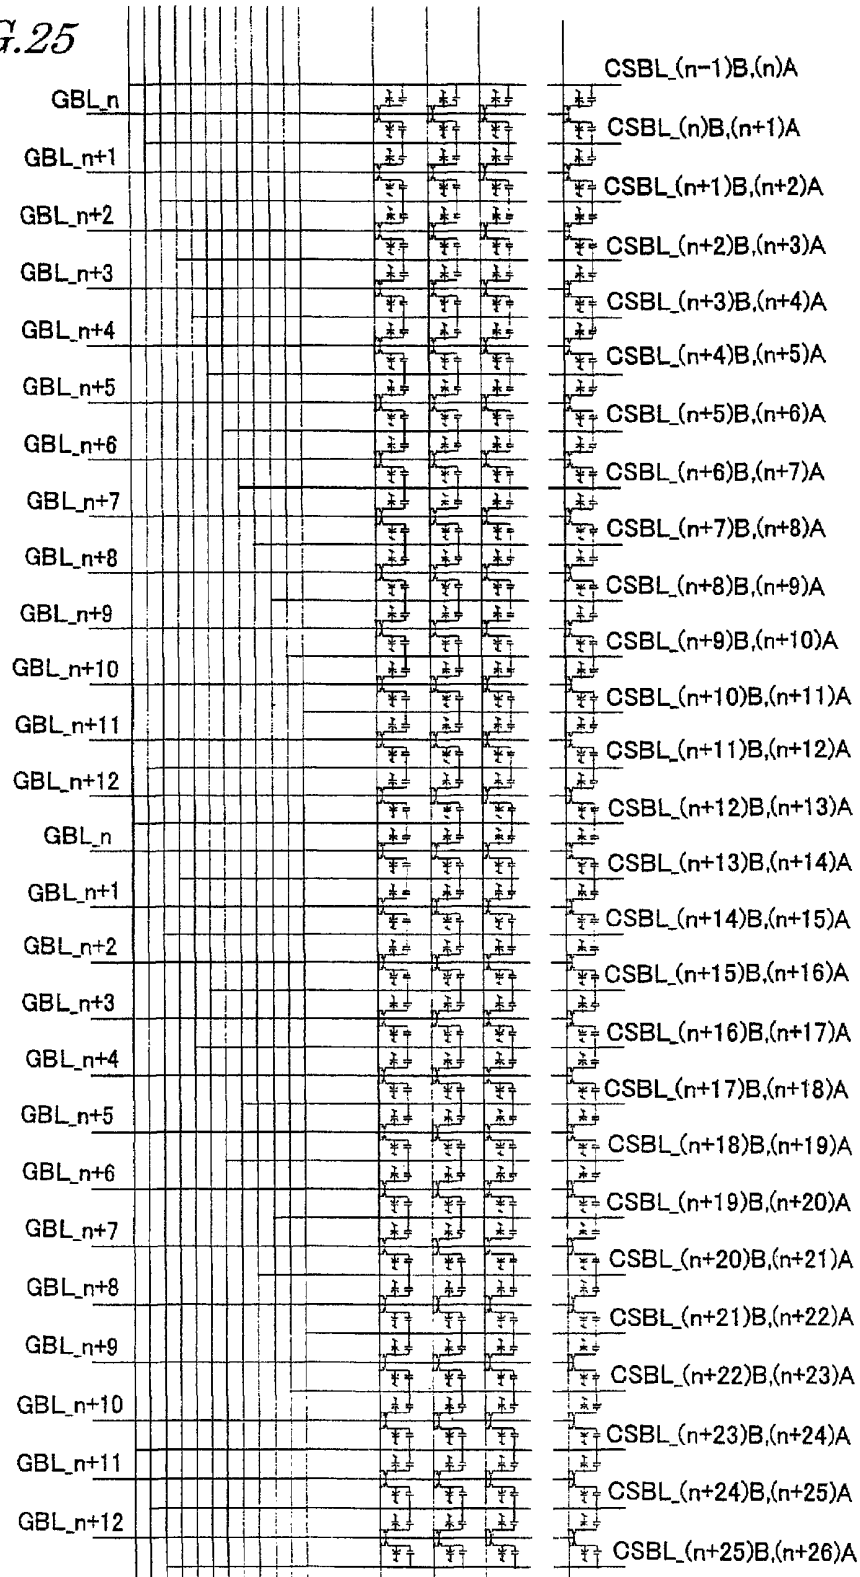 G.25
CSBL_(n-1)B,(n)A
GBL_n
CSBL_(n)B,(n+1)A
GBL_n+1
CSBL_(n+1)B,(n+2)A
GBL_n+2
CSBL_(n+2)B,(n+3)A
GBL_n+3
CSBL_(n+3)B,(n+4)A
GBL_n+4
CSBL_(n+4)B,(n+5)A
GBL_n+5
CSBL_(n+5)B,(n+6)A
GBL_n+6
CSBL_(n+6)B,(n+7)A
GBL_n+7
CSBL_(n+7)B,(n+8)A
GBL_n+8
CSBL_(n+8)B,(n+9)A
GBL_n+9
CSBL_(n+9)B,(n+10)A
GBL_n+10
CSBL_(n+10)B,(n+11)A
GBL_n+11
CSBL_(n+11)B,(n+12)A
GBL_n+12
CSBL_(n+12)B,(n+13)A
GBL_n
CSBL_(n+13)B,(n+14)A
GBL_n+1
CSBL_(n+14)B,(n+15)A
GBL_n+2
CSBL_(n+15)B,(n+16)A
GBL_n+3
CSBL_(n+16)B,(n+17)A
GBL_n+4
CSBL_(n+17)B,(n+18)A
GBL_n+5
CSBL_(n+18)B,(n+19)A
GBL_n+6
CSBL_(n+19)B,(n+20)A
GBL_n+7
CSBL_(n+20)B,(n+21)A
GBL_n+8
CSBL_(n+21)B,(n+22)A
GBL_n+9
CSBL_(n+22)B,(n+23)A
GBL_n+10
CSBL_(n+23)B,(n+24)A
GBL_n+11
CSBL_(n+24)B,(n+25)A
GBL_n+12
CSBL_(n+25)B,(n+26)A